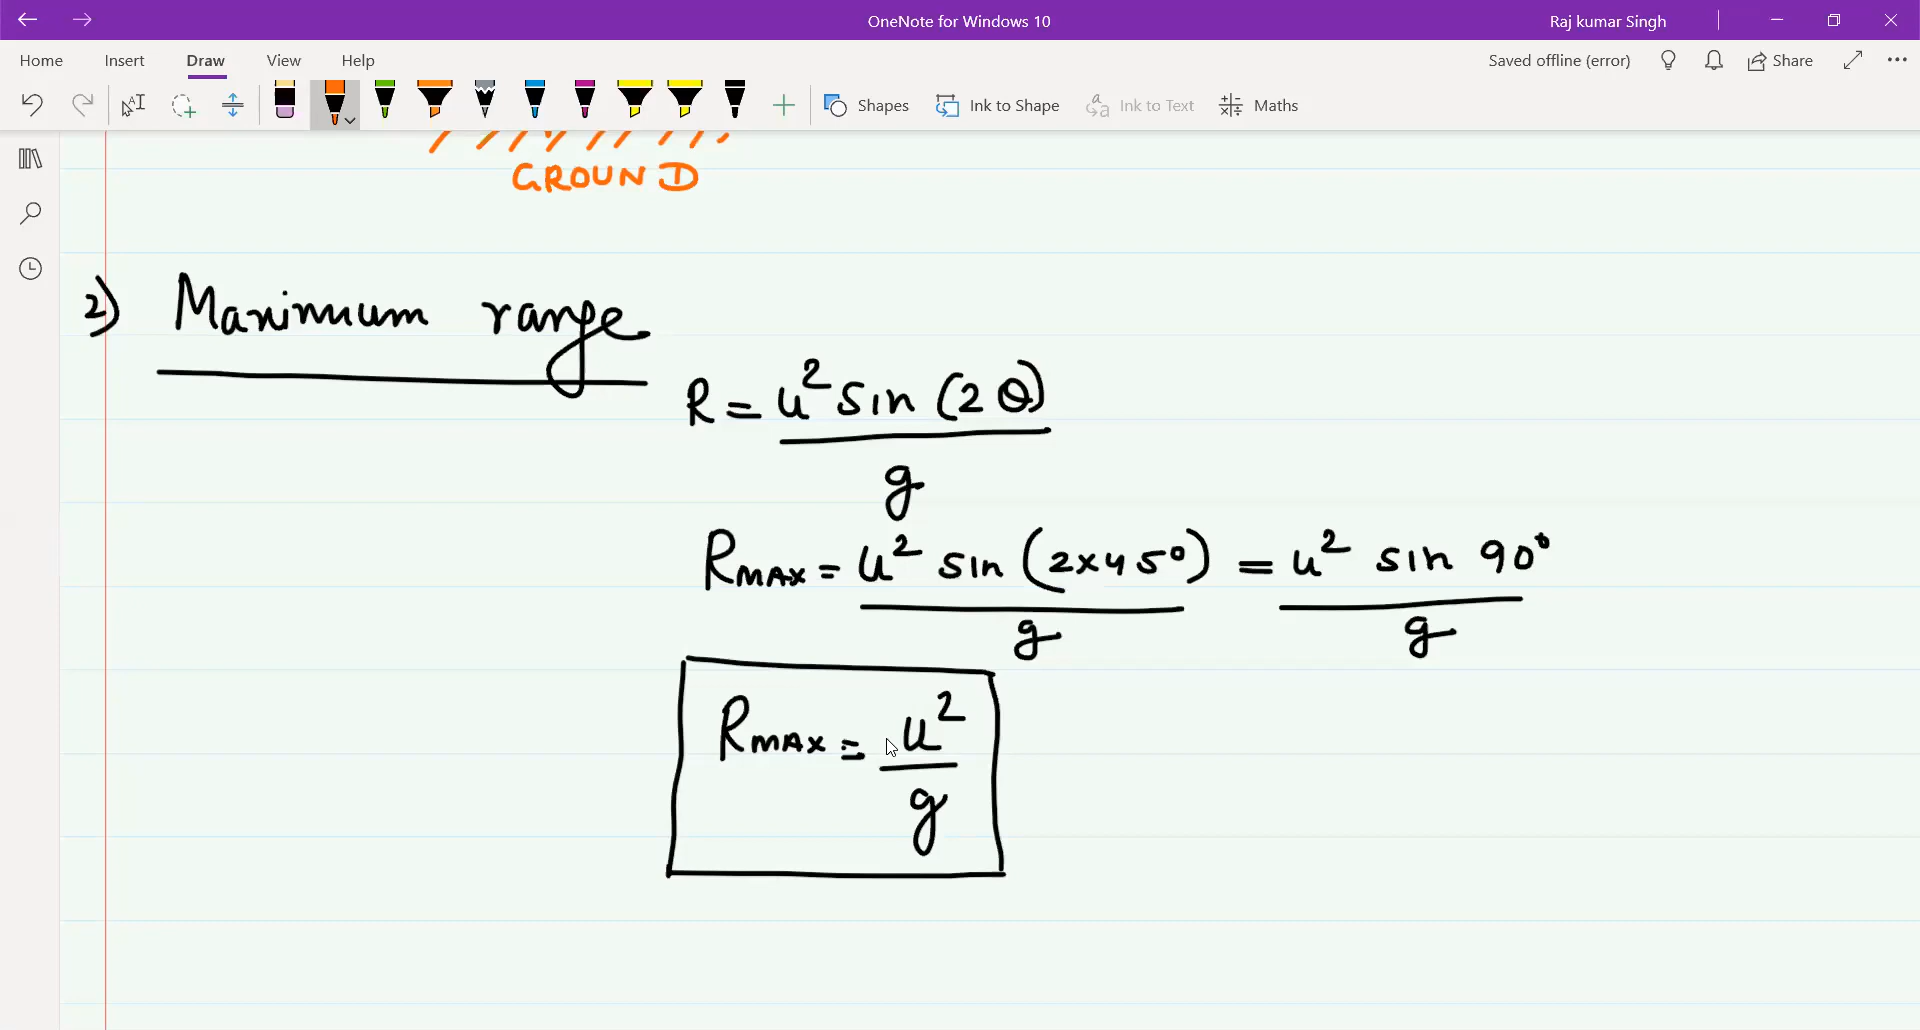 OneNote for Windows 10
Raj kumar Singh
Home Insert Draw View Help
Saved offline (error) Share
Shapes Ink to Shape Ink to Text Maths
GROUND
2) Maximum range
R = u² sin (2θ)
g
RMAX = u² sin (2×45°) = u² sin 90°
g g
RMAX = u²
g